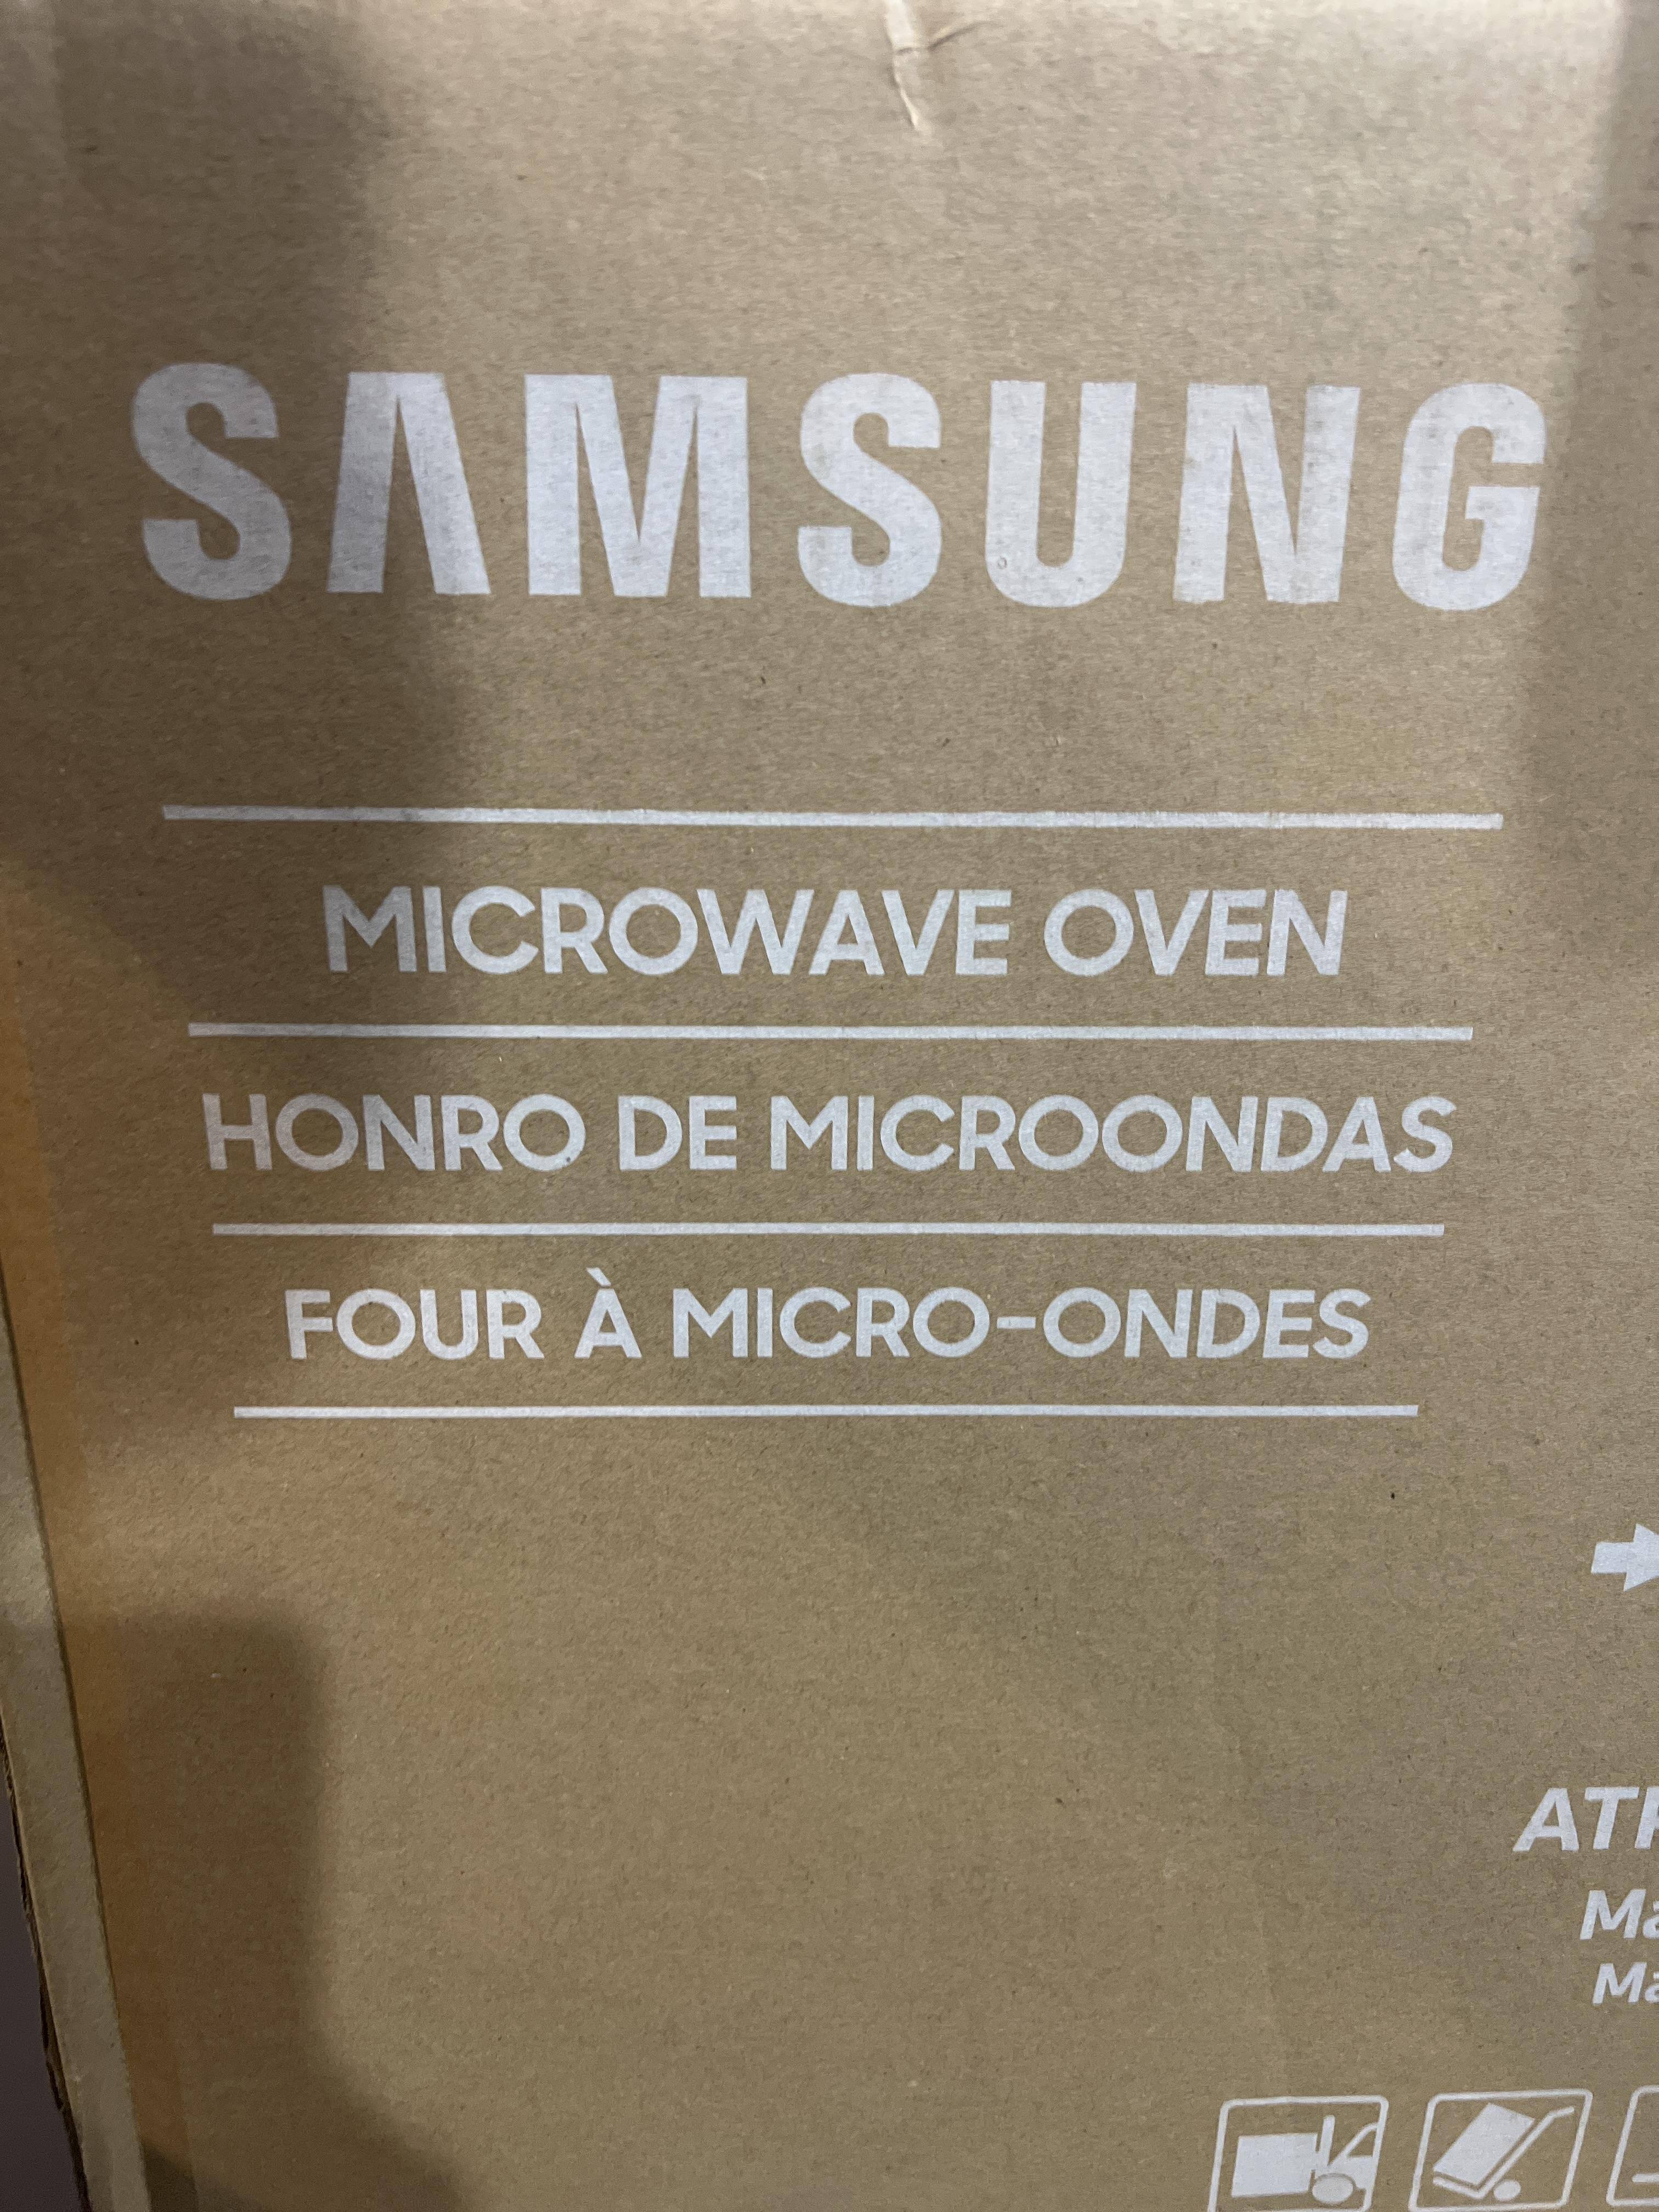 SAMSUNG
MICROWAVE OVEN
HONRO DE MICROONDAS
FOUR À MICRO-ONDES